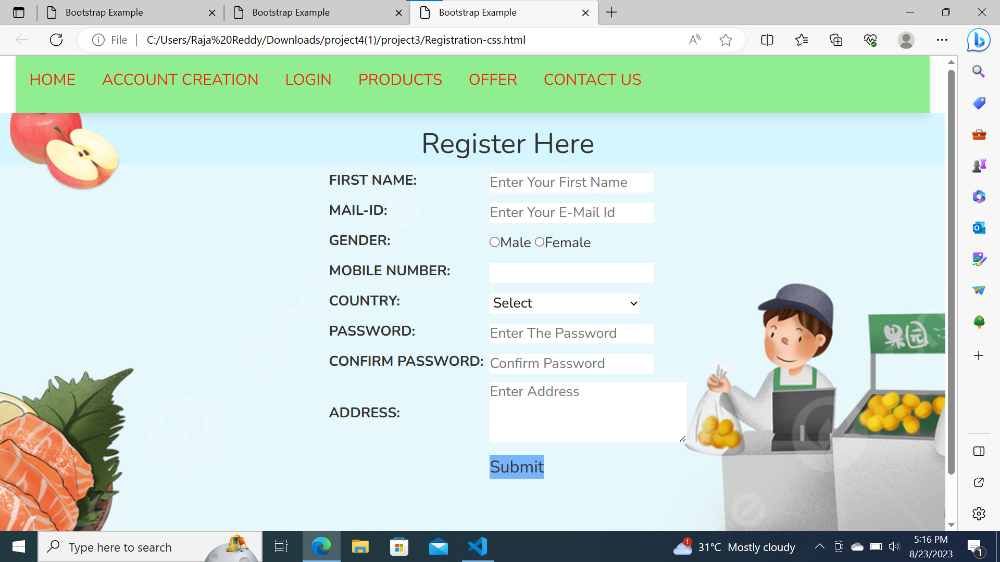 Bootstrap Example
Bootstrap Example
Bootstrap Example
File
C:/Users/Raja%20Reddy/Downloads/project4(1)/project3/Registration-css.html
HOME ACCOUNT CREATION LOGIN PRODUCTS OFFER CONTACT US
Register Here
FIRST NAME: Enter Your First Name
MAIL-ID: Enter Your E-Mail Id
GENDER: Male Female
MOBILE NUMBER:
COUNTRY: Select
PASSWORD: Enter The Password
CONFIRM PASSWORD: Confirm Password
Enter Address
ADDRESS:
Submit
果园
pngtree
Type here to search
1
31°C Mostly cloudy
5:16 PM
8/23/2023
1